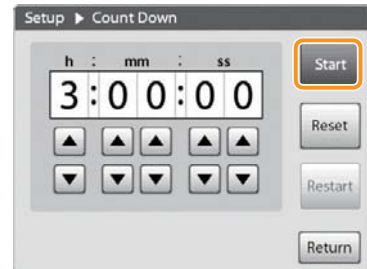 Setup ▶ Count Down
h : mm : ss
3:00:00
Start
Reset
Restart
Return